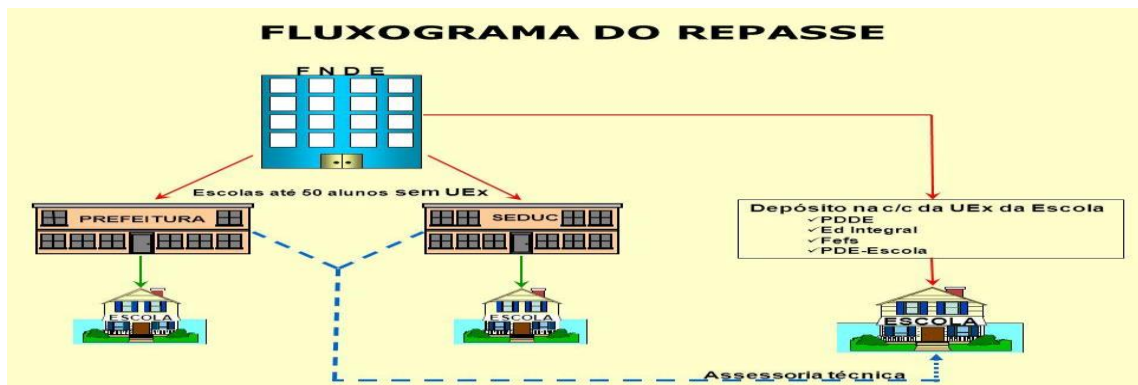 FLUXOGRAMA DO REPASSE
FNDE
Escolas até 50 alunos sem UEx
PREFEITURA
SEDUC
Depósito na c/c da UEx da Escola
✓PDDE
✓Ed Integral
✓Fefs
✓PDE-Escola
ESCOLA
ESCOLA
ESCOLA
Assessoria técnica